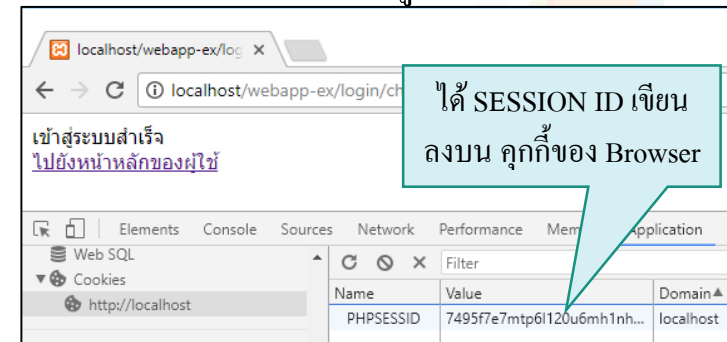 localhost/webapp-ex/log
localhost/webapp-ex/login/ch
ได้ SESSION ID เขียน
ลงบน คุกกี้ของ Browser
เข้าสู่ระบบสำเร็จ
ไปยังหน้าหลักของผู้ใช้
Elements Console Sources Network Performance Mem pplication
Web SQL
Filter
Cookies
Name Value Domain
http://localhost
PHPSESSID 7495f7e7mtp6l120u6mh1nh... localhost